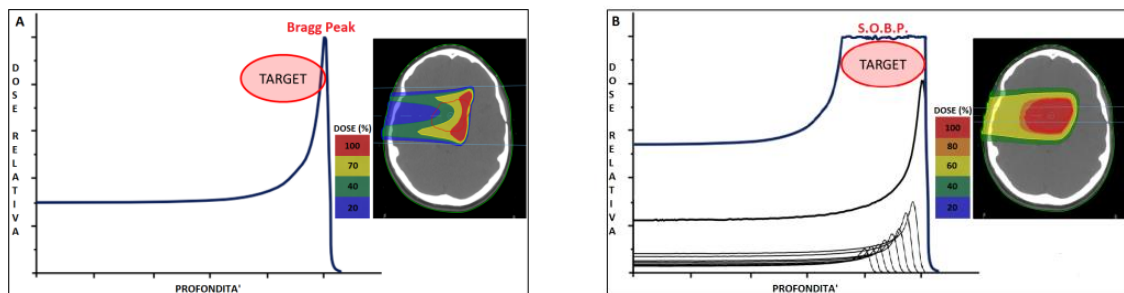 A
Bragg Peak
DOSE RELATIVA
TARGET
DOSE (%)
100
70
40
20
PROFONDITA'
B
S.O.B.P.
DOSE RELATIVA
TARGET
DOSE (%)
100
80
60
40
20
PROFONDITA'